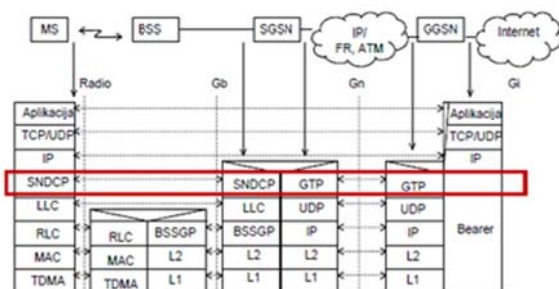 MS BSS SGSN IP/ FR, ATM GGSN Internet
Radio Gb Gn Gi
Aplikacija Aplikacija
TCP/UDP TCP/UDP
IP IP
SNDCP SNDCP GTP GTP
LLC LLC UDP UDP
RLC RLC BSSGP BSSGP IP IP Bearer
MAC MAC L2 L2 L2 L2
TDMA TDMA L1 L1 L1 L1